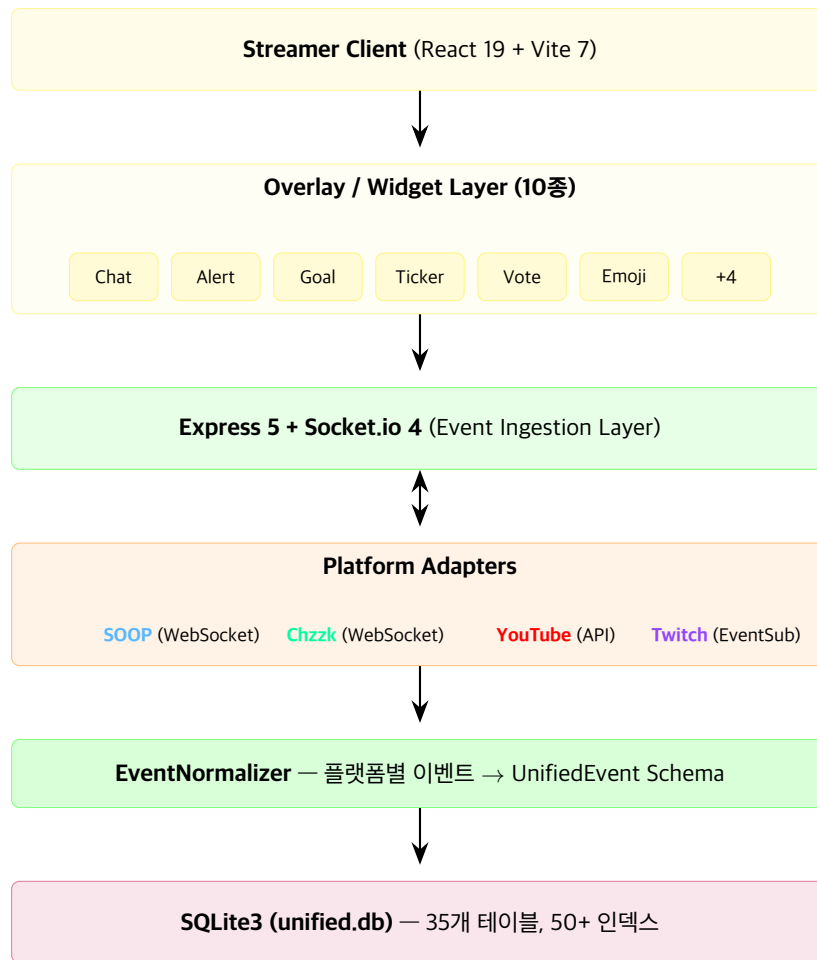 Streamer Client (React 19 + Vite 7)
Overlay / Widget Layer (10종)
Chat Alert Goal Ticker Vote Emoji +4
Express 5 + Socket.io 4 (Event Ingestion Layer)
Platform Adapters
SOOP (WebSocket) Chzzk (WebSocket) YouTube (API) Twitch (EventSub)
EventNormalizer — 플랫폼별 이벤트 → UnifiedEvent Schema
SQLite3 (unified.db) — 35개 테이블, 50+ 인덱스